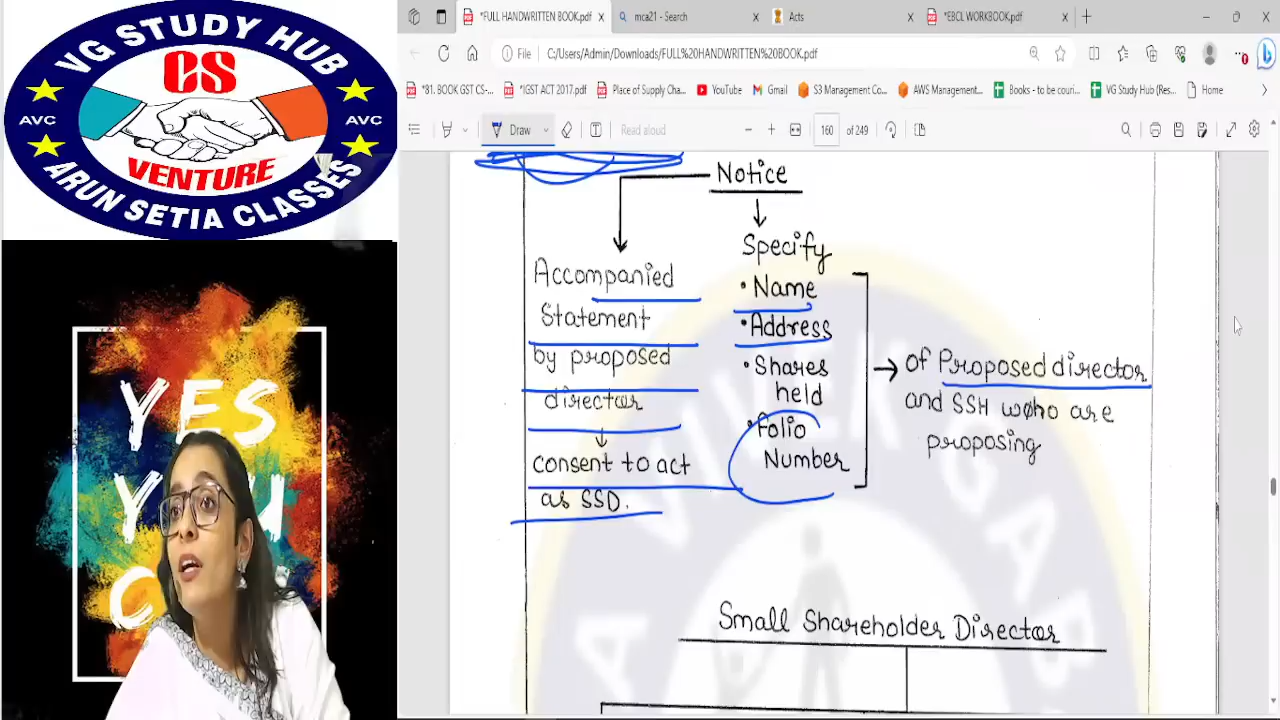 VG STUDY HUB
CS
AVC
AVC
VENTURE
ARUN SETIA CLASSES
YES
YOU
*FULL HANDWRITTEN BOOK.pdf
mca21 - Search
Acts
*EBCL WORKBOOK.pdf
File
C:/Users/Admin/Downloads/FULL%20HANDWRITTEN%20BOOK.pdf
*81. BOOK GST CS-...
*IGST ACT 2017.pdf
Place of Supply Cha...
YouTube
Gmail
S3 Management Co...
AWS Management...
Books - to be couri...
VG Study Hub (Res...
Home
Draw
Read aloud
160 of 249
Notice
Accompanied
Statement
by proposed
director
consent to act
as SSD.
Specify
• Name
• Address
• Shares
held
• Folio
Number
of Proposed director
and SSH who are
proposing
Small Shareholder Director